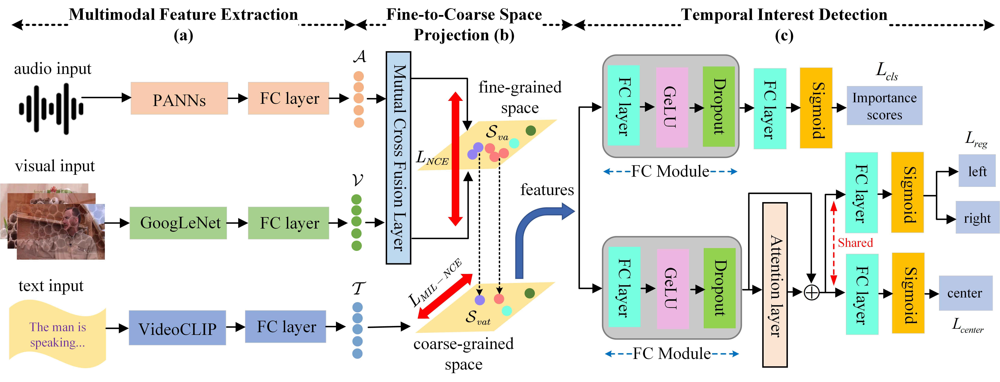 Multimodal Feature Extraction
(a)
Fine-to-Coarse Space
Projection (b)
Temporal Interest Detection
(c)
audio input
PANNs
FC layer
𝒜
visual input
from
GoogLeNet
FC layer
𝒱
text input
The man is
speaking...
VideoCLIP
FC layer
𝒯
Mutual Cross Fusion Layer
L_NCE
fine-grained
space
𝒮_va
L_MIL−NCE
𝒮_vat
coarse-grained
space
features
FC layer
GeLU
Dropout
FC Module
FC layer
Sigmoid
L_cls
Importance
scores
FC layer
GeLU
Dropout
FC Module
Attention layer
Shared
FC layer
Sigmoid
L_reg
left
right
FC layer
Sigmoid
center
L_center